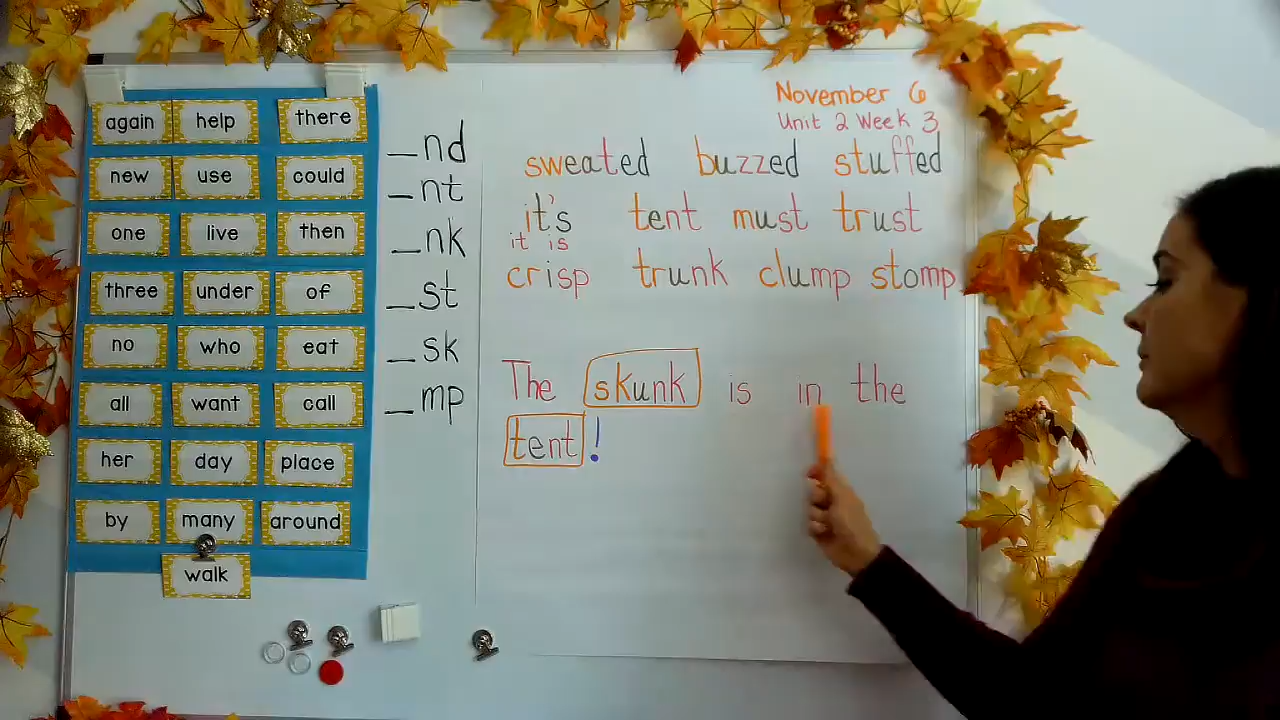 again help there
new use could
one live then
three under of
no who eat
all want call
her day place
by many around
walk
_nd
_nt
_nk
_st
_sk
_mp
November 6
Unit 2 Week 3
sweated buzzed stuffed
it's tent must trust
it is
crisp trunk clump stomp
The skunk is in the
tent!